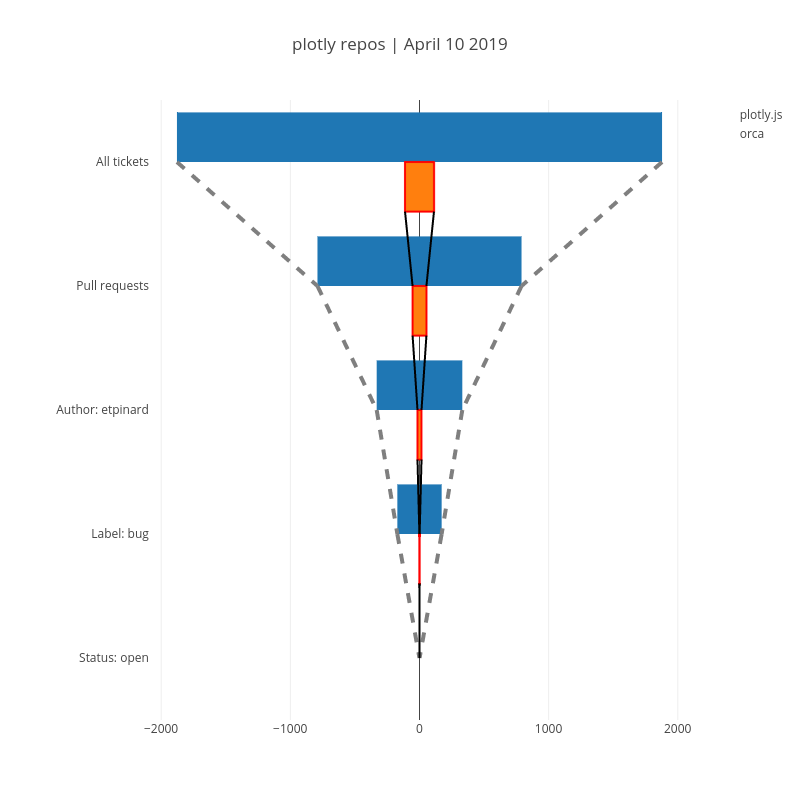 plotly repos | April 10 2019
plotly.js
orca
All tickets
Pull requests
Author: etpinard
Label: bug
Status: open
−2000
−1000
0
1000
2000